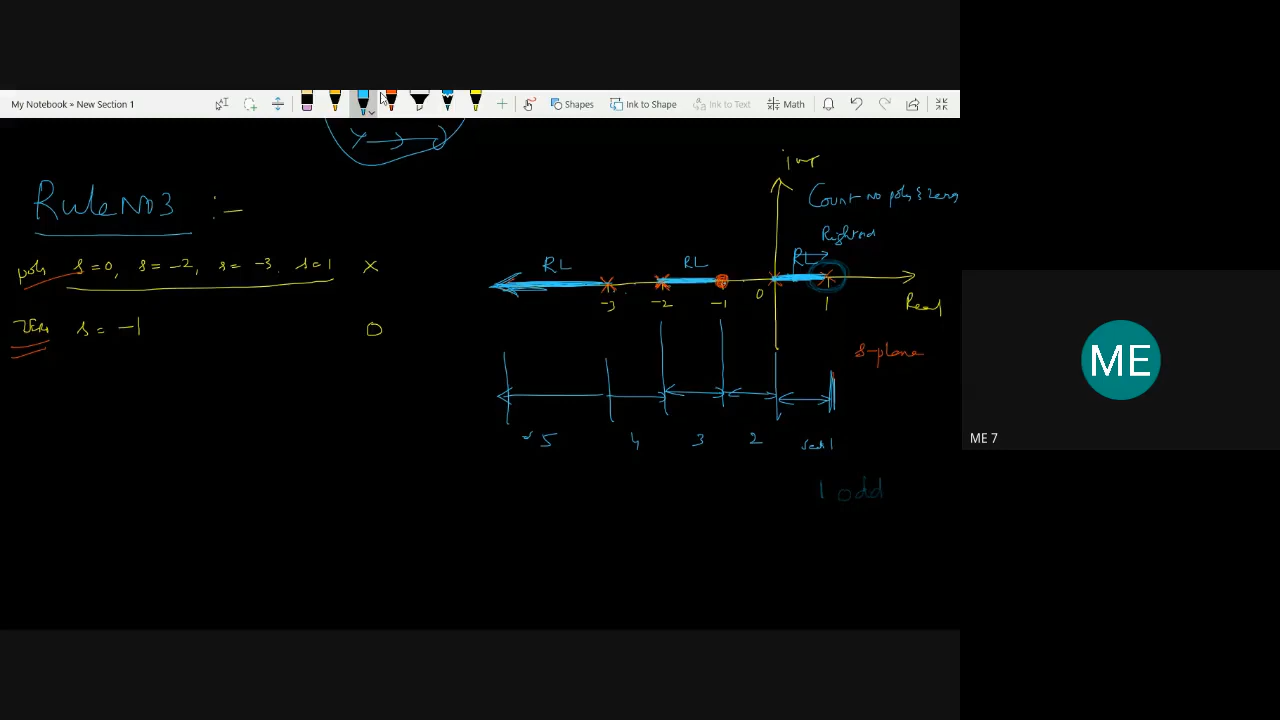 My Notebook » New Section 1
Shapes Ink to Shape Ink to Text Math
Rule No 3 :-
poles s=0, s=-2, s=-3, s=1 X
zero s = -1 O
Count no poles & zeros
Right
RL RL RL
-3 -2 -1 0 1
Real
s-plane
5 4 3 2 sect 1
1 odd
ME
ME 7